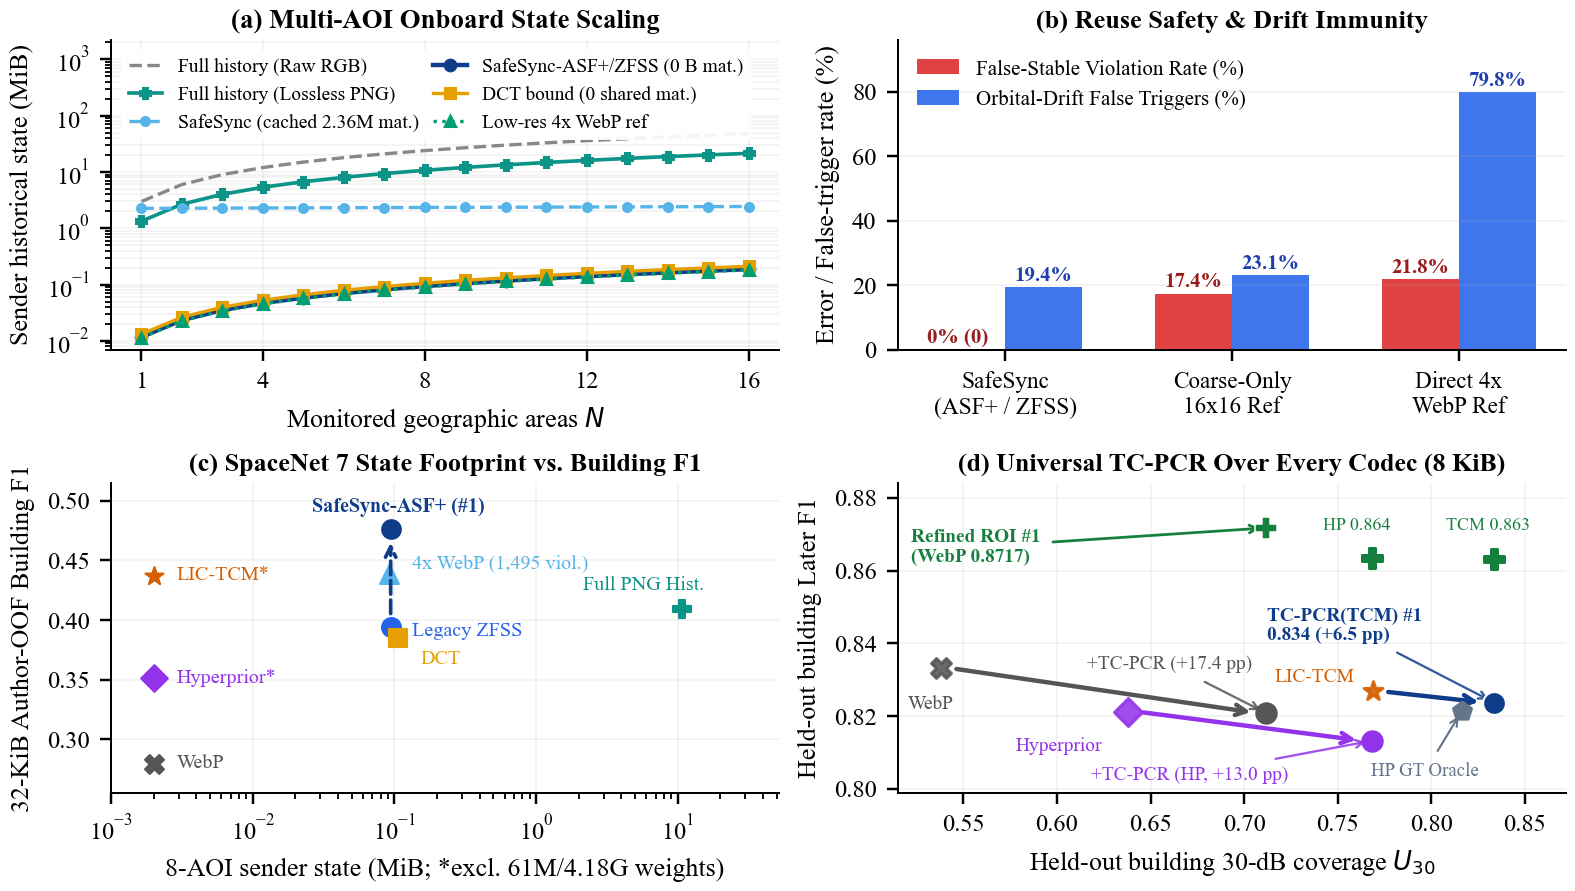 (a) Multi-AOI Onboard State Scaling
Sender historical state (MiB)
10³
10²
10¹
10⁰
10⁻¹
10⁻²
Full history (Raw RGB)
Full history (Lossless PNG)
SafeSync (cached 2.36M mat.)
SafeSync-ASF+/ZFSS (0 B mat.)
DCT bound (0 shared mat.)
Low-res 4x WebP ref
1 4 8 12 16
Monitored geographic areas N
(b) Reuse Safety & Drift Immunity
Error / False-trigger rate (%)
80
60
40
20
0
False-Stable Violation Rate (%)
Orbital-Drift False Triggers (%)
0% (0)
19.4%
17.4%
23.1%
21.8%
79.8%
SafeSync
(ASF+ / ZFSS)
Coarse-Only
16x16 Ref
Direct 4x
WebP Ref
(c) SpaceNet 7 State Footprint vs. Building F1
32-KiB Author-OOF Building F1
0.50
0.45
0.40
0.35
0.30
SafeSync-ASF+ (#1)
LIC-TCM*
4x WebP (1,495 viol.)
Full PNG Hist.
Legacy ZFSS
DCT
Hyperprior*
WebP
10⁻³ 10⁻² 10⁻¹ 10⁰ 10¹
8-AOI sender state (MiB; *excl. 61M/4.18G weights)
(d) Universal TC-PCR Over Every Codec (8 KiB)
Held-out building Later F1
0.88
0.86
0.84
0.82
0.80
Refined ROI #1
(WebP 0.8717)
HP 0.864
TCM 0.863
TC-PCR(TCM) #1
0.834 (+6.5 pp)
+TC-PCR (+17.4 pp)
LIC-TCM
WebP
Hyperprior
+TC-PCR (HP, +13.0 pp)
HP GT Oracle
0.55 0.60 0.65 0.70 0.75 0.80 0.85
Held-out building 30-dB coverage U₃₀